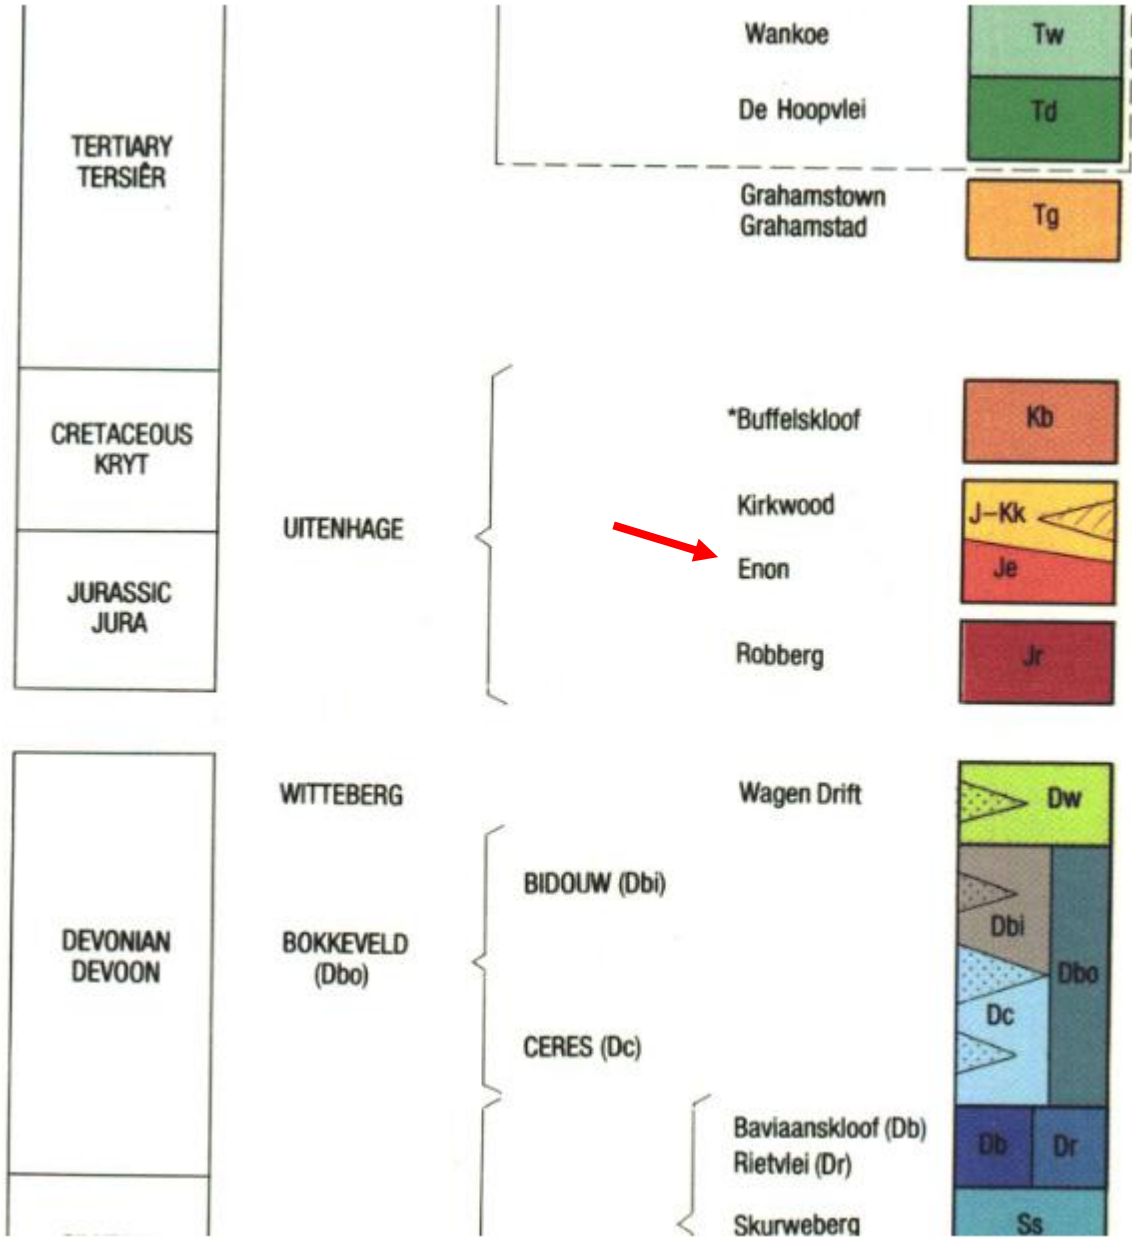 Wankoe Tw
De Hoopvlei Td
TERTIARY
TERSIÊR
Grahamstown
Grahamstad
Tg
CRETACEOUS
KRYT
*Buffelskloof Kb
Kirkwood J–Kk
UITENHAGE
Enon Je
JURASSIC
JURA
Robberg Jr
WITTEBERG Wagen Drift Dw
BIDOUW (Dbi)
Dbi
DEVONIAN
DEVOON
BOKKEVELD
(Dbo)
Dbo
Dc
CERES (Dc)
Baviaanskloof (Db)
Rietvlei (Dr)
Db Dr
Skurweberg Ss